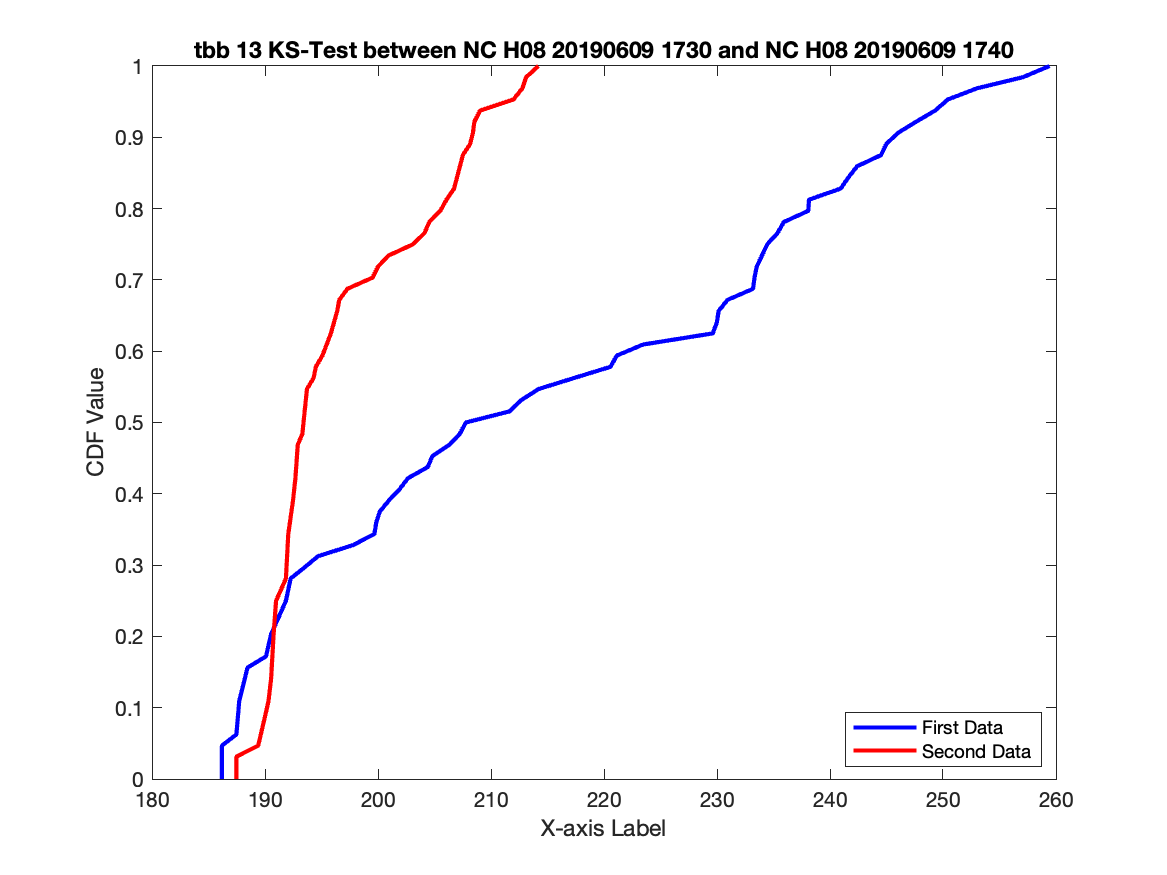 tbb 13 KS-Test between NC H08 20190609 1730 and NC H08 20190609 1740
1
0.9
0.8
0.7
0.6
0.5
0.4
0.3
0.2
0.1
0
CDF Value
First Data
Second Data
180 190 200 210 220 230 240 250 260
X-axis Label